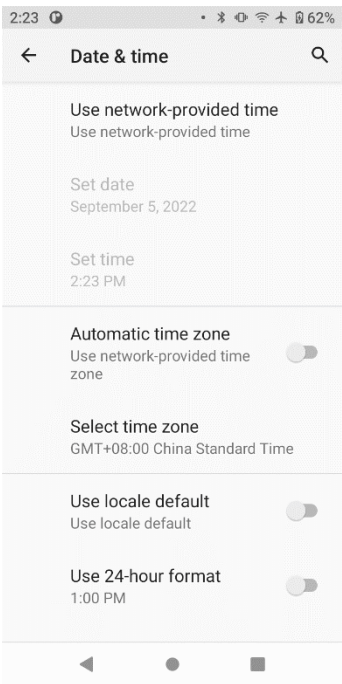 2:23 62%
Date & time
Use network-provided time
Use network-provided time
Set date
September 5, 2022
Set time
2:23 PM
Automatic time zone
Use network-provided time
zone
Select time zone
GMT+08:00 China Standard Time
Use locale default
Use locale default
Use 24-hour format
1:00 PM